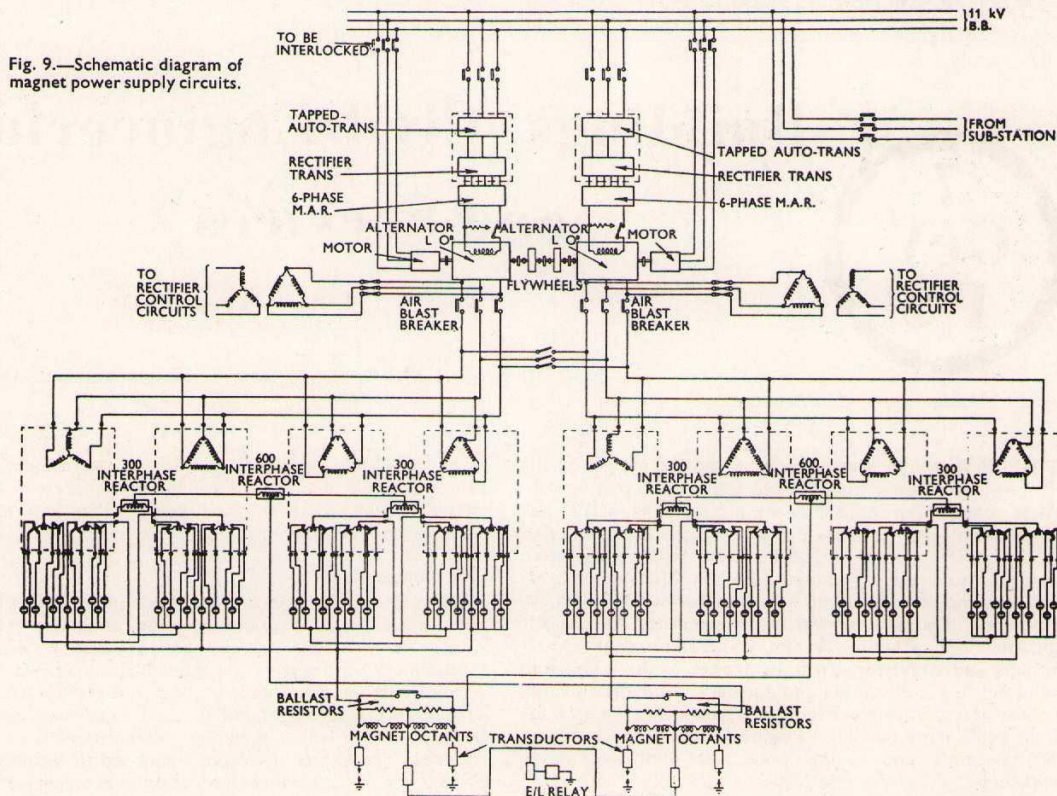 11 kV
B.B.
TO BE
INTERLOCKED
Fig. 9.—Schematic diagram of
magnet power supply circuits.
TAPPED-
AUTO-TRANS
FROM
SUB-STATION
TAPPED AUTO-TRANS
RECTIFIER
TRANS
RECTIFIER TRANS
6-PHASE
M.A.R.
6-PHASE M.A.R.
ALTERNATOR
L O°
ALTERNATOR
L O°
MOTOR
MOTOR
FLYWHEELS
TO
RECTIFIER
CONTROL
CIRCUITS
TO
RECTIFIER
CONTROL
CIRCUITS
AIR
BLAST
BREAKER
AIR
BLAST
BREAKER
300
INTERPHASE
REACTOR
600
INTERPHASE
REACTOR
300
INTERPHASE
REACTOR
300
INTERPHASE
REACTOR
600
INTERPHASE
REACTOR
300
INTERPHASE
REACTOR
BALLAST
RESISTORS
BALLAST
RESISTORS
MAGNET OCTANTS
TRANSDUCTORS
MAGNET OCTANTS
E/L RELAY